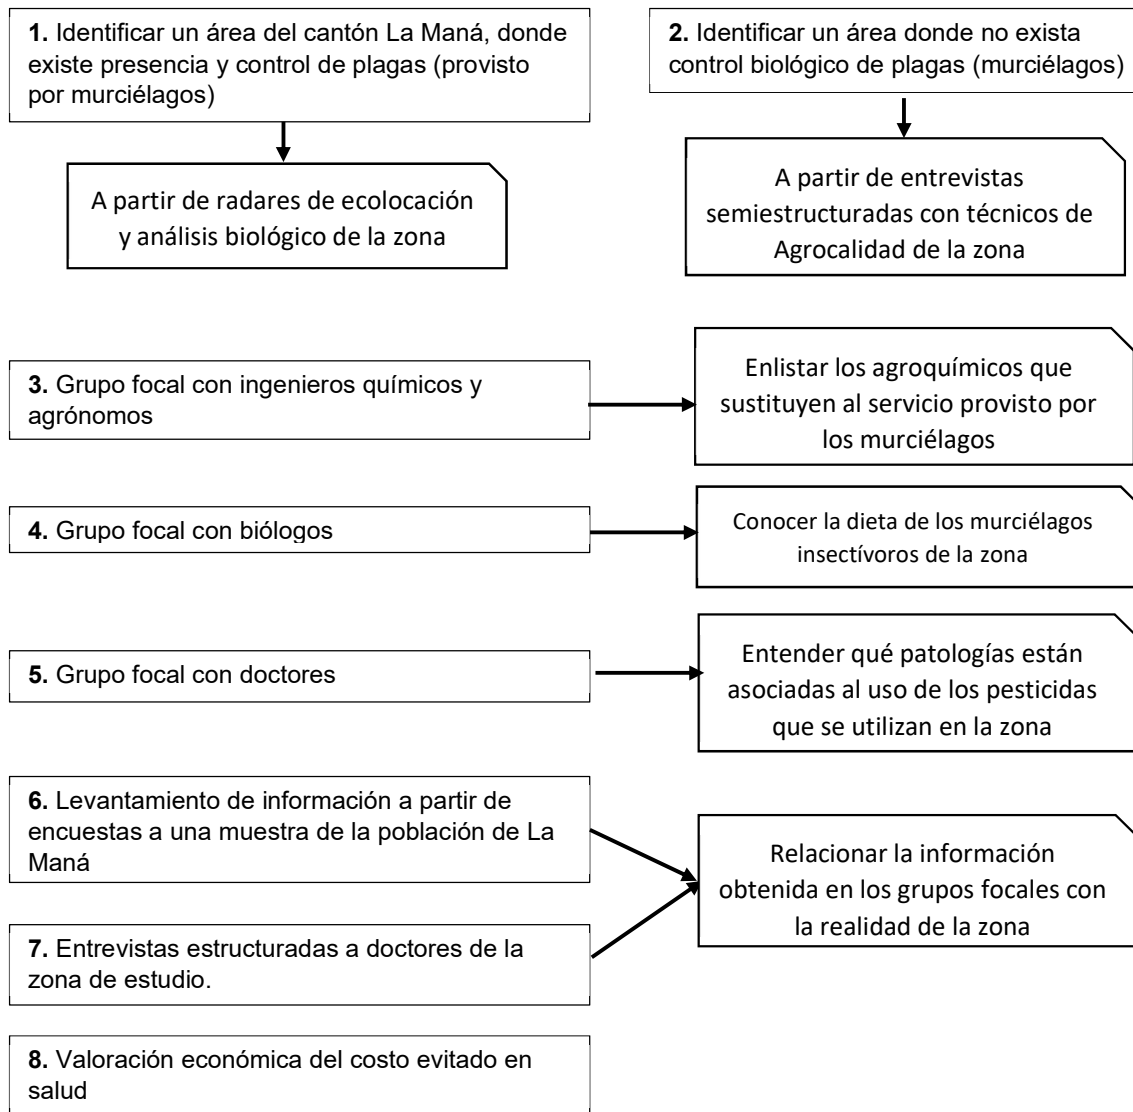 1. Identificar un área del cantón La Maná, donde
existe presencia y control de plagas (provisto
por murciélagos)
2. Identificar un área donde no exista
control biológico de plagas (murciélagos)
A partir de radares de ecolocación
y análisis biológico de la zona
A partir de entrevistas
semiestructuradas con técnicos de
Agrocalidad de la zona
3. Grupo focal con ingenieros químicos y
agrónomos
Enlistar los agroquímicos que
sustituyen al servicio provisto por
los murciélagos
4. Grupo focal con biólogos
Conocer la dieta de los murciélagos
insectívoros de la zona
5. Grupo focal con doctores
Entender qué patologías están
asociadas al uso de los pesticidas
que se utilizan en la zona
6. Levantamiento de información a partir de
encuestas a una muestra de la población de La
Maná
Relacionar la información
obtenida en los grupos focales con
la realidad de la zona
7. Entrevistas estructuradas a doctores de la
zona de estudio.
8. Valoración económica del costo evitado en
salud